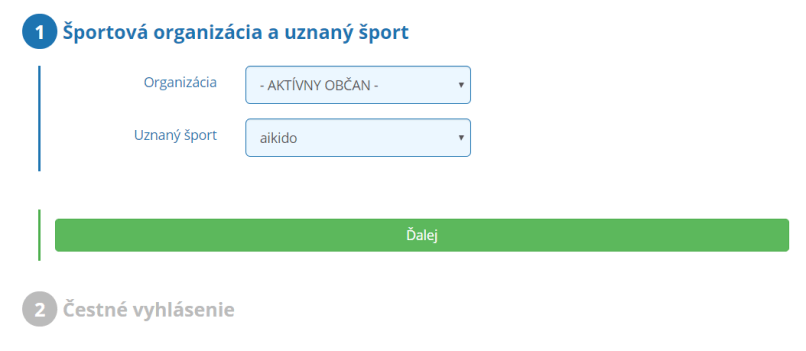 1 Športová organizácia a uznaný šport
Organizácia - AKTÍVNY OBČAN -
Uznaný šport aikido
Ďalej
2 Čestné vyhlásenie